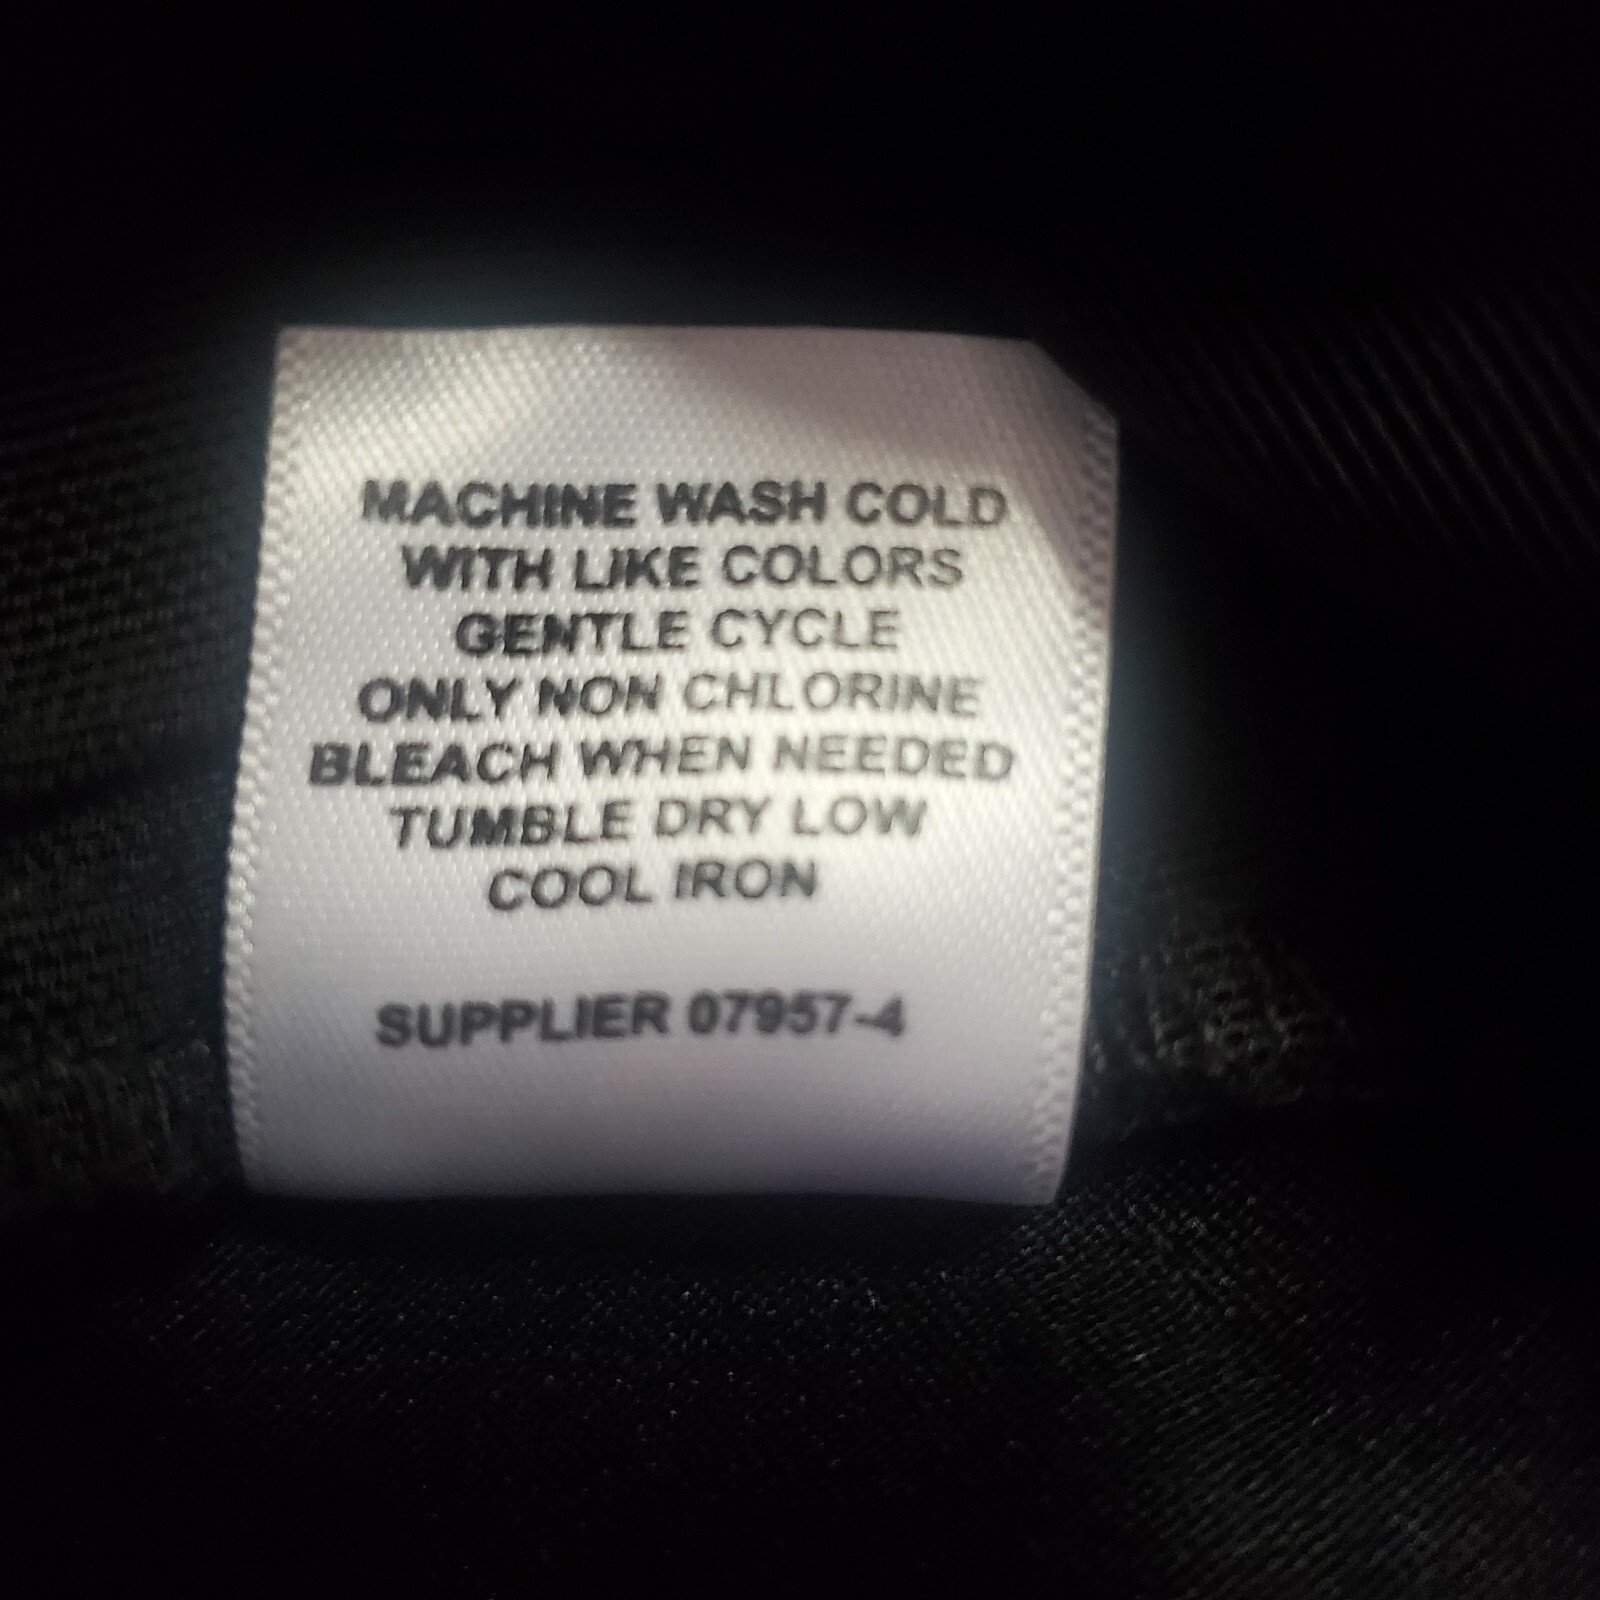 MACHINE WASH COLD
WITH LIKE COLORS
GENTLE CYCLE
ONLY NON CHLORINE
BLEACH WHEN NEEDED
TUMBLE DRY LOW
COOL IRON
SUPPLIER 07957-4